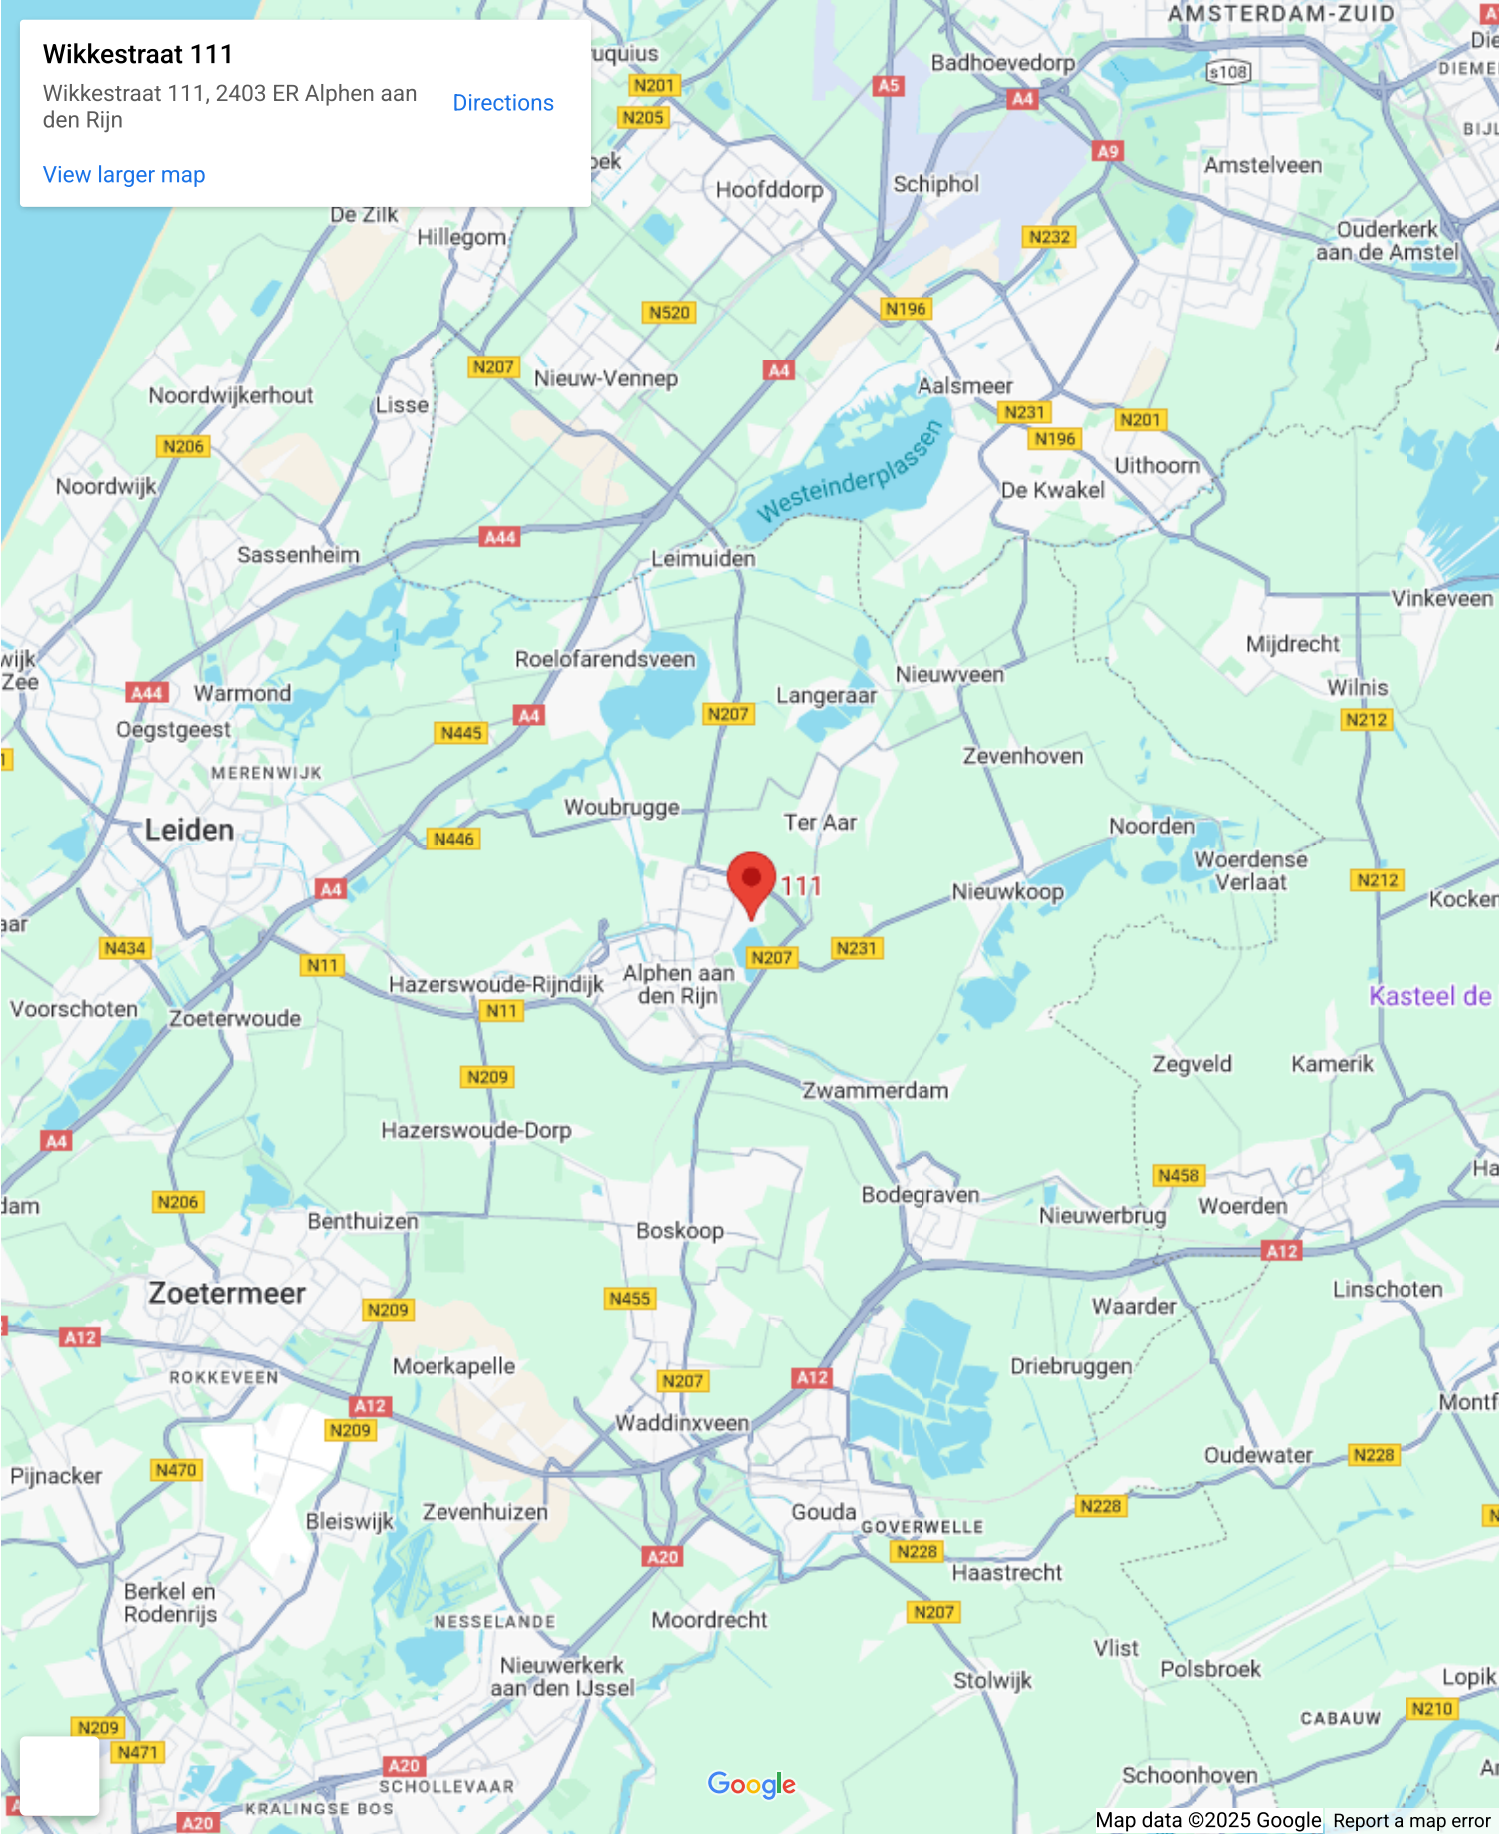 Wikkestraat 111
Wikkestraat 111, 2403 ER Alphen aan
den Rijn
Directions
View larger map
AMSTERDAM-ZUID
Badhoevedorp
s108
A5
A4
N201
N205
A9
Amstelveen
Hoofddorp
Schiphol
De Zilk
Hillegom
N232
Ouderkerk
aan de Amstel
N520
N196
N207
Nieuw-Vennep
A4
Aalsmeer
Noordwijkerhout
Lisse
N231
N201
N196
N206
Westeinderplassen
Uithoorn
Noordwijk
De Kwakel
A44
Sassenheim
Leimuiden
Vinkeveen
Mijdrecht
Roelofarendsveen
Nieuwveen
A44
Warmond
Langeraar
Wilnis
A4
N207
N212
Oegstgeest
N445
Zevenhoven
MERENWIJK
Woubrugge
Ter Aar
Noorden
Leiden
N446
Woerdense
Verlaat
N212
111
A4
Nieuwkoop
N434
N207
N231
N11
Hazerswoude-Rijndijk
Alphen aan
den Rijn
Kasteel de
Voorschoten
Zoeterwoude
N11
Zegveld
Kamerik
N209
Zwammerdam
A4
Hazerswoude-Dorp
N458
N206
Bodegraven
Woerden
Benthuizen
Boskoop
Nieuwerbrug
A12
Zoetermeer
N209
N455
Linschoten
Waarder
A12
Moerkapelle
Driebruggen
ROKKEVEEN
N207
A12
A12
N209
Waddinxveen
Oudewater
N228
Pijnacker
N470
Bleiswijk
Zevenhuizen
Gouda
N228
GOVERWELLE
N228
A20
Haastrecht
Berkel en
Rodenrijs
NESSELANDE
Moordrecht
N207
Vlist
Nieuwerkerk
aan den IJssel
Stolwijk
Polsbroek
Lopik
N209
N471
CABAUW
N210
A20
SCHOLLEVAAR
Google
Schoonhoven
KRALINGSE BOS
A20
Map data ©2025 Google
Report a map error